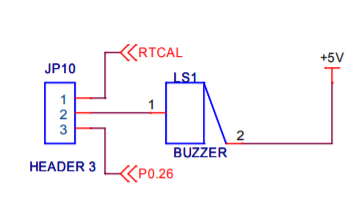 RTCAL
+5V
JP10
LS1
1
2
3
1
2
BUZZER
HEADER 3
P0.26